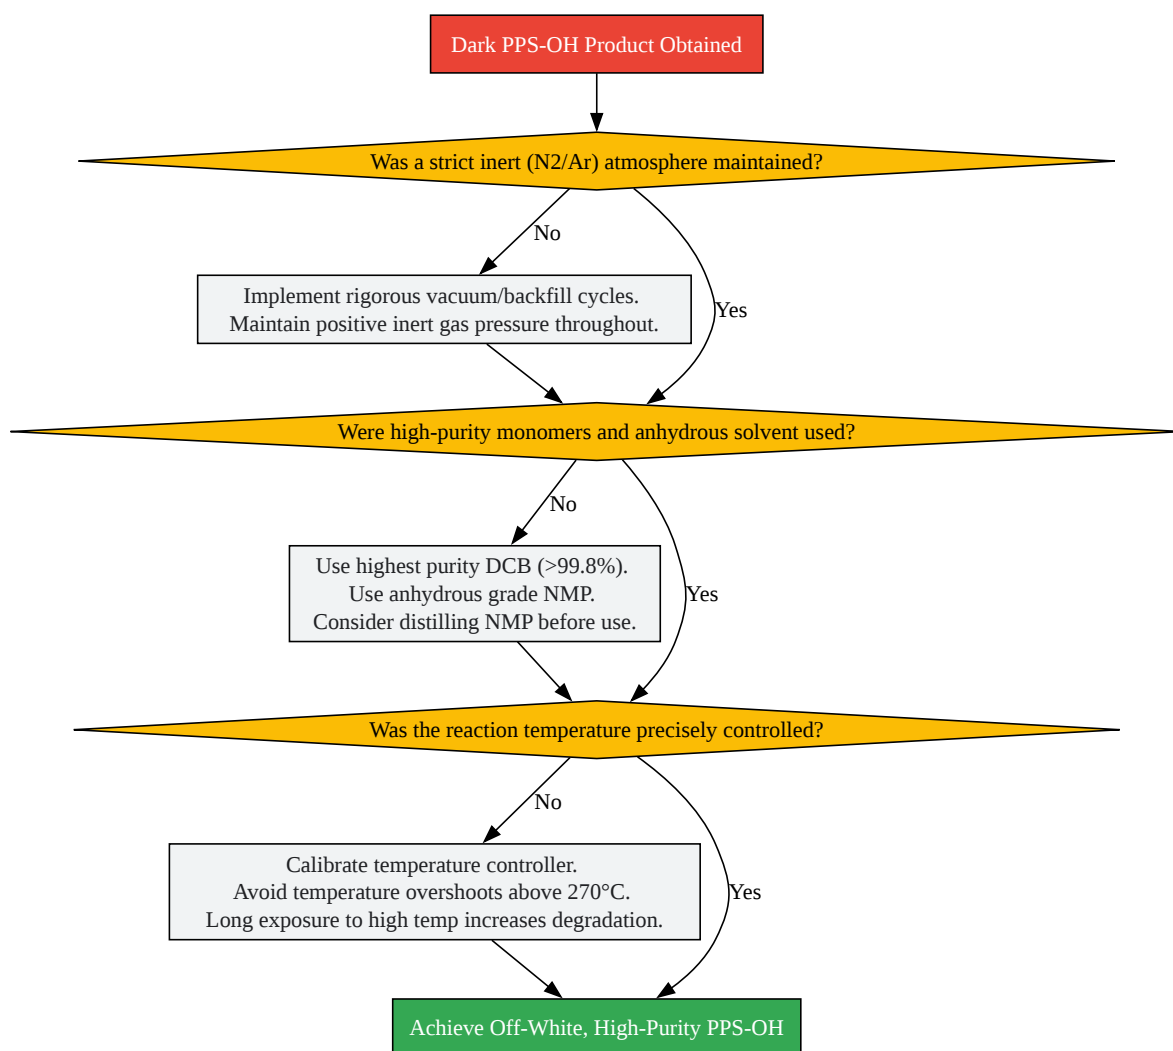 Dark PPS-OH Product Obtained
Was a strict inert (N2/Ar) atmosphere maintained?
No
Implement rigorous vacuum/backfill cycles.
Maintain positive inert gas pressure throughout.
Yes
Were high-purity monomers and anhydrous solvent used?
No
Use highest purity DCB (>99.8%).
Use anhydrous grade NMP.
Consider distilling NMP before use.
Yes
Was the reaction temperature precisely controlled?
No
Calibrate temperature controller.
Avoid temperature overshoots above 270°C.
Long exposure to high temp increases degradation.
Yes
Achieve Off-White, High-Purity PPS-OH